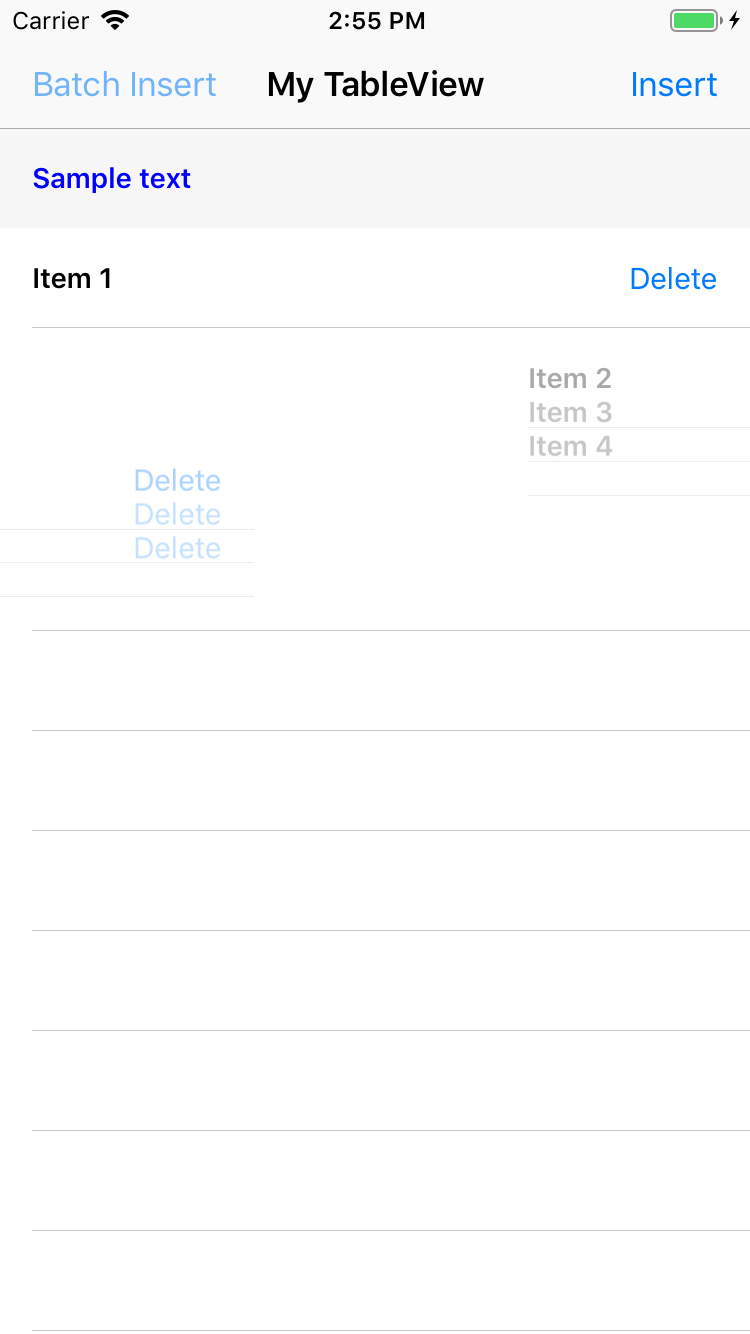 Carrier 2:55 PM
Batch Insert My TableView Insert
Sample text
Item 1 Delete
Item 2
Item 3
Item 4
Delete
Delete
Delete